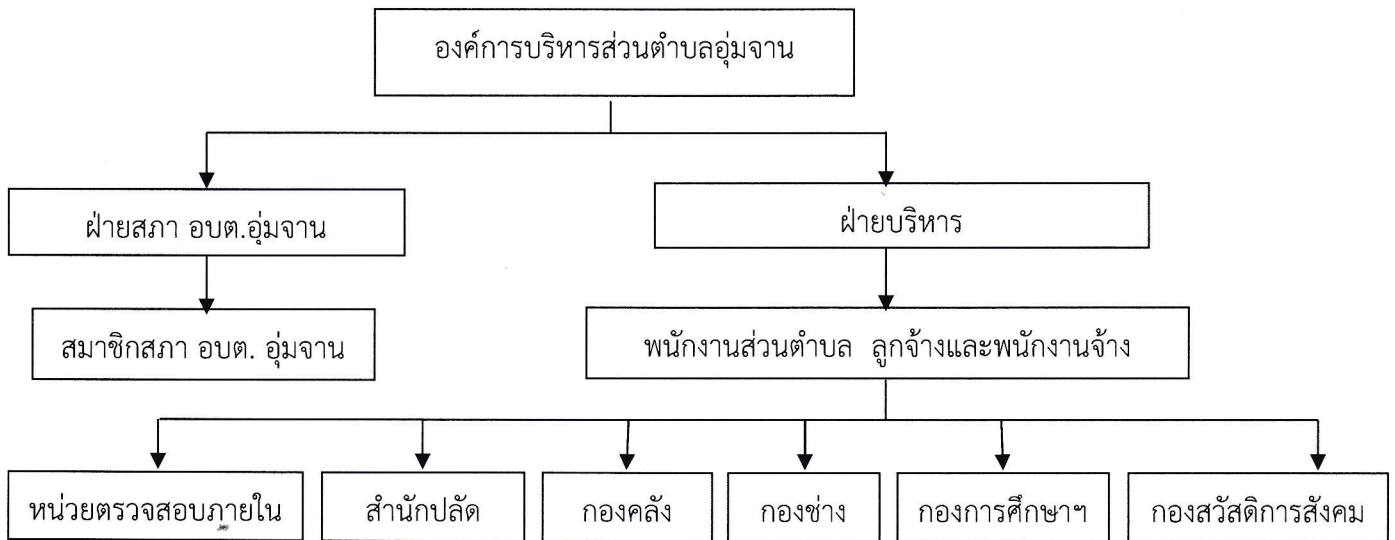 องค์การบริหารส่วนตำบลอุ่มจาน
ฝ่ายสภา อบต.อุ่มจาน
ฝ่ายบริหาร
สมาชิกสภา อบต. อุ่มจาน
พนักงานส่วนตำบล ลูกจ้างและพนักงานจ้าง
หน่วยตรวจสอบภายใน
สำนักปลัด
กองคลัง
กองช่าง
กองการศึกษาฯ
กองสวัสดิการสังคม